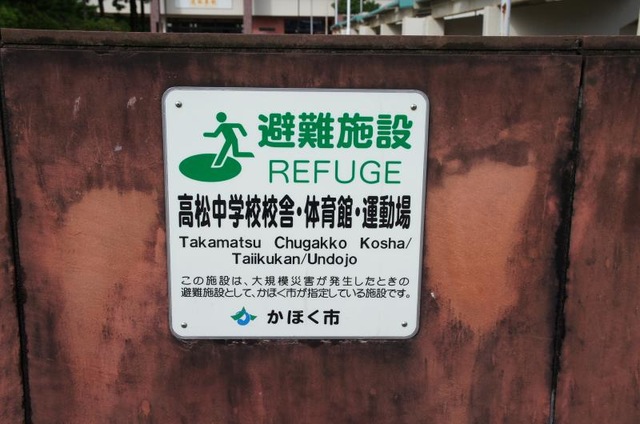 避難施設
REFUGE
高松中学校校舎・体育館・運動場
Takamatsu Chugakko Kosha/
Taiikukan/Undojo
この施設は、大規模災害が発生したときの
避難施設として、かほく市が指定している施設です。
かほく市